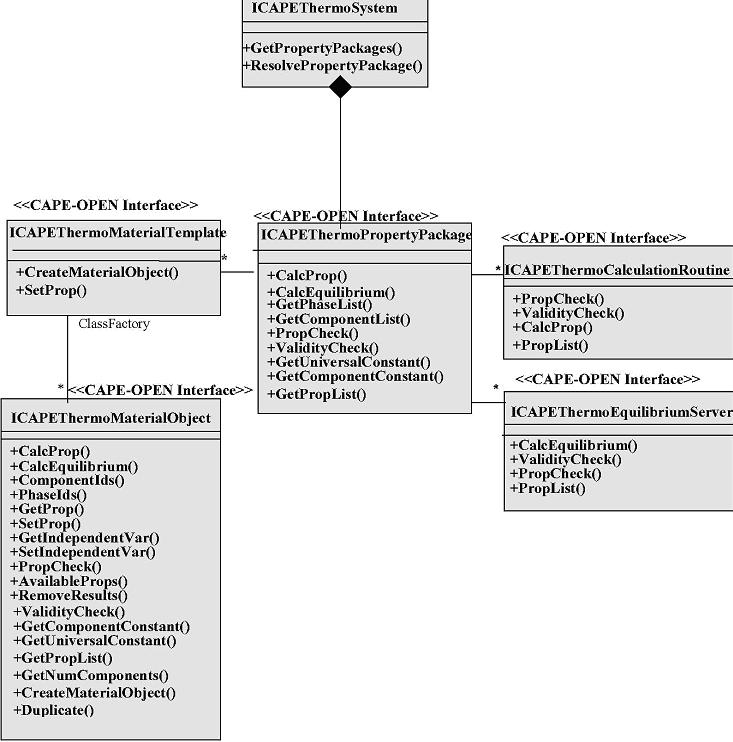 ICAPEThermoSystem
+GetPropertyPackages()
+ResolvePropertyPackage()
<<CAPE-OPEN Interface>>
ICAPEThermoMaterialTemplate
*
+CreateMaterialObject()
+SetProp()
ClassFactory
<<CAPE-OPEN Interface>>
ICAPEThermoPropertyPackage
+CalcProp()
+CalcEquilibrium()
+GetPhaseList()
+GetComponentList()
+PropCheck()
+ValidityCheck()
+GetUniversalConstant()
+GetComponentConstant()
+GetPropList()
<<CAPE-OPEN Interface>>
*
ICAPEThermoCalculationRoutine
+PropCheck()
+ValidityCheck()
+CalcProp()
+PropList()
*
<<CAPE-OPEN Interface>>
ICAPEThermoEquilibriumServer
+CalcEquilibrium()
+ValidityCheck()
+PropCheck()
+PropList()
*
<<CAPE-OPEN Interface>>
ICAPEThermoMaterialObject
+CalcProp()
+CalcEquilibrium()
+ComponentIds()
+PhaseIds()
+GetProp()
+SetProp()
+GetIndependentVar()
+SetIndependentVar()
+PropCheck()
+AvailableProps()
+RemoveResults()
+ValidityCheck()
+GetComponentConstant()
+GetUniversalConstant()
+GetPropList()
+GetNumComponents()
+CreateMaterialObject()
+Duplicate()